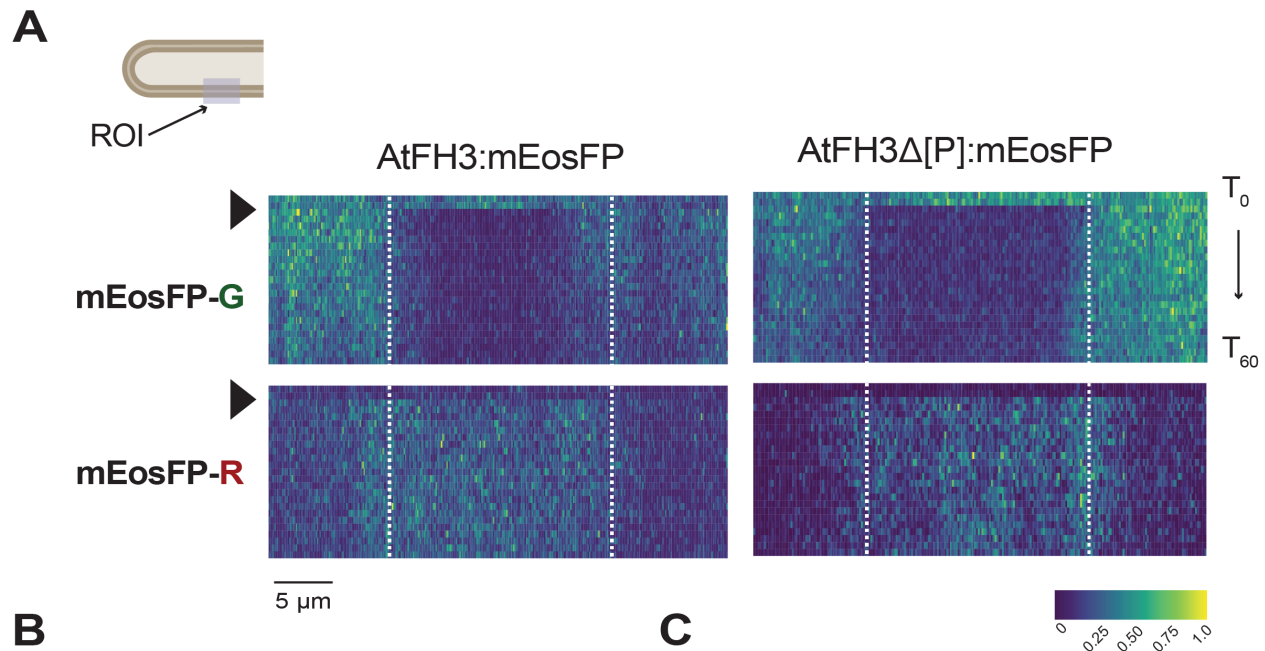 A
ROI
AtFH3:mEosFP
AtFH3Δ[P]:mEosFP
T0
mEosFP-G
T60
mEosFP-R
5 μm
0
0.25
0.50
0.75
1.0
B
C